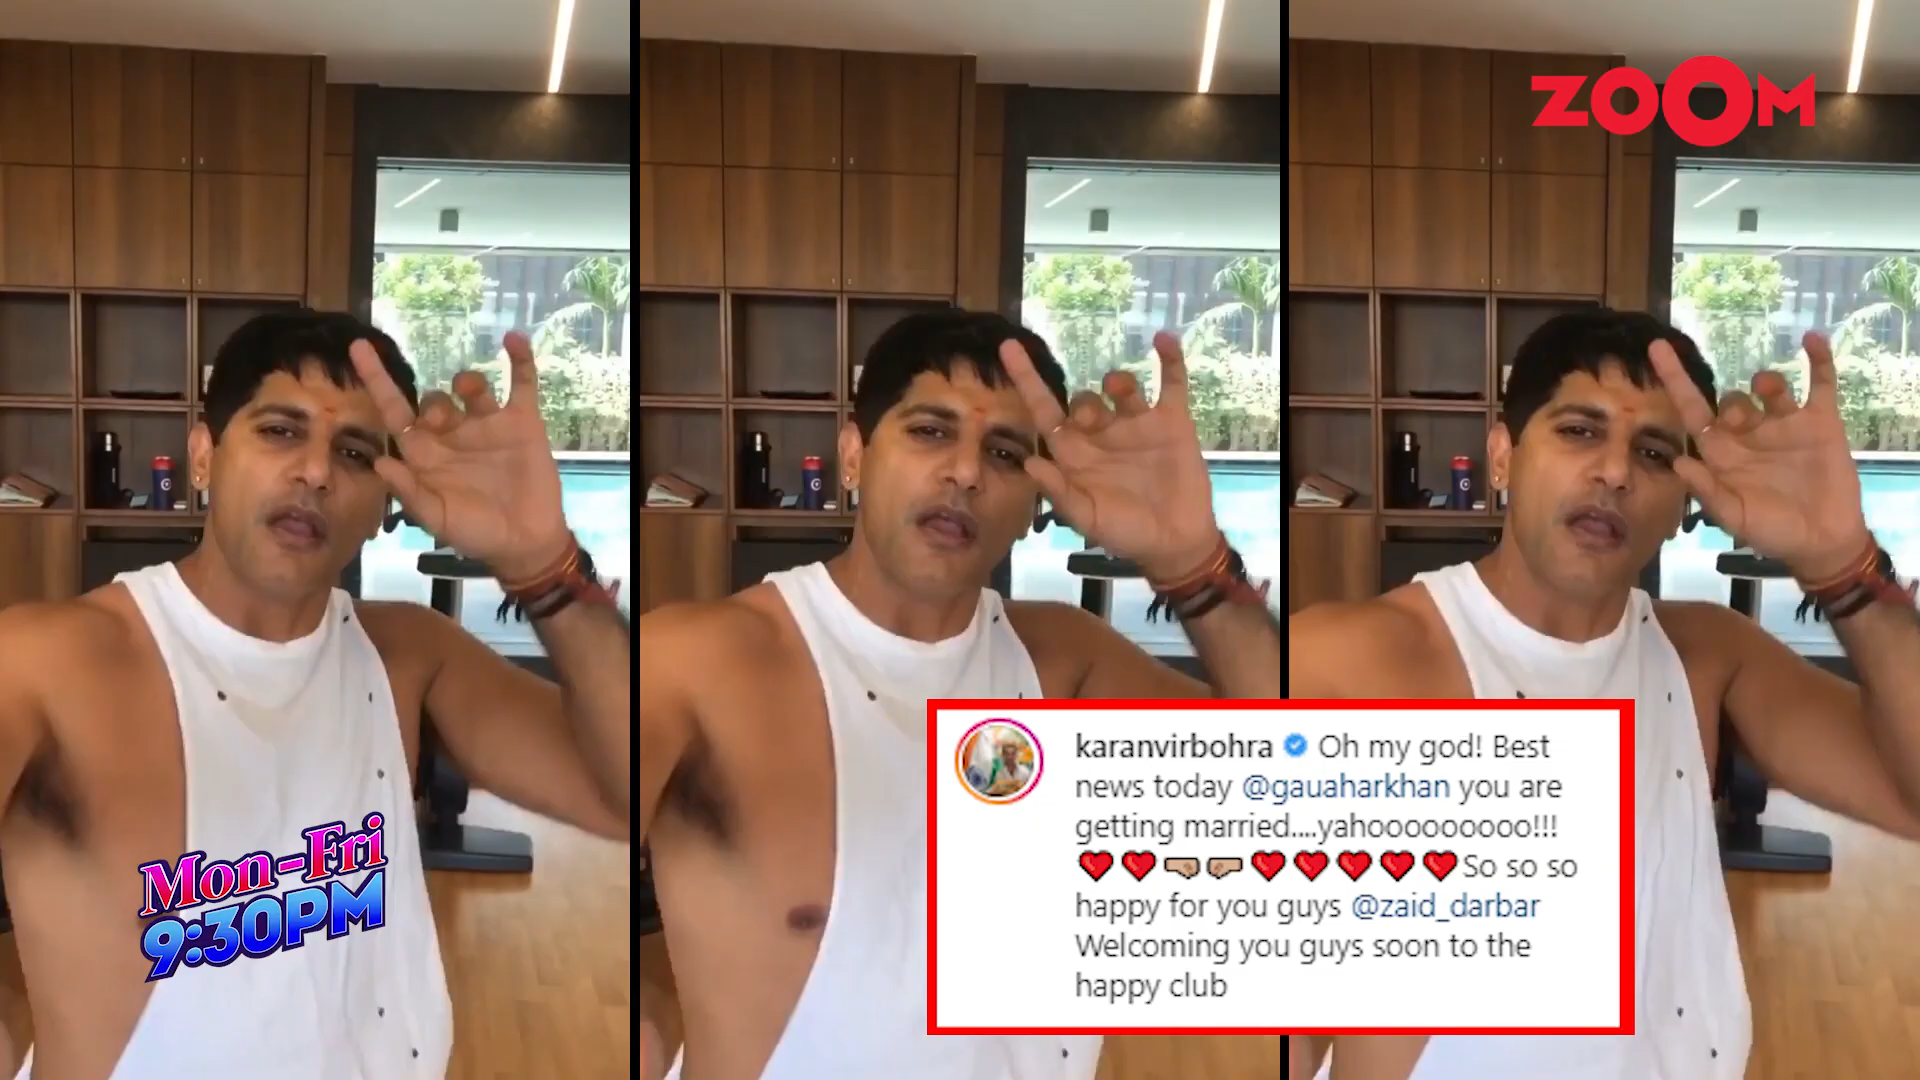 ZOOM
karanvirbohra Oh my god! Best
news today @gauaharkhan you are
getting married....yahooooooooo!!!
❤️❤️🤜🏼🤛🏼❤️❤️❤️❤️❤️So so so
happy for you guys @zaid_darbar
Welcoming you guys soon to the
happy club
Mon-Fri
9:30PM